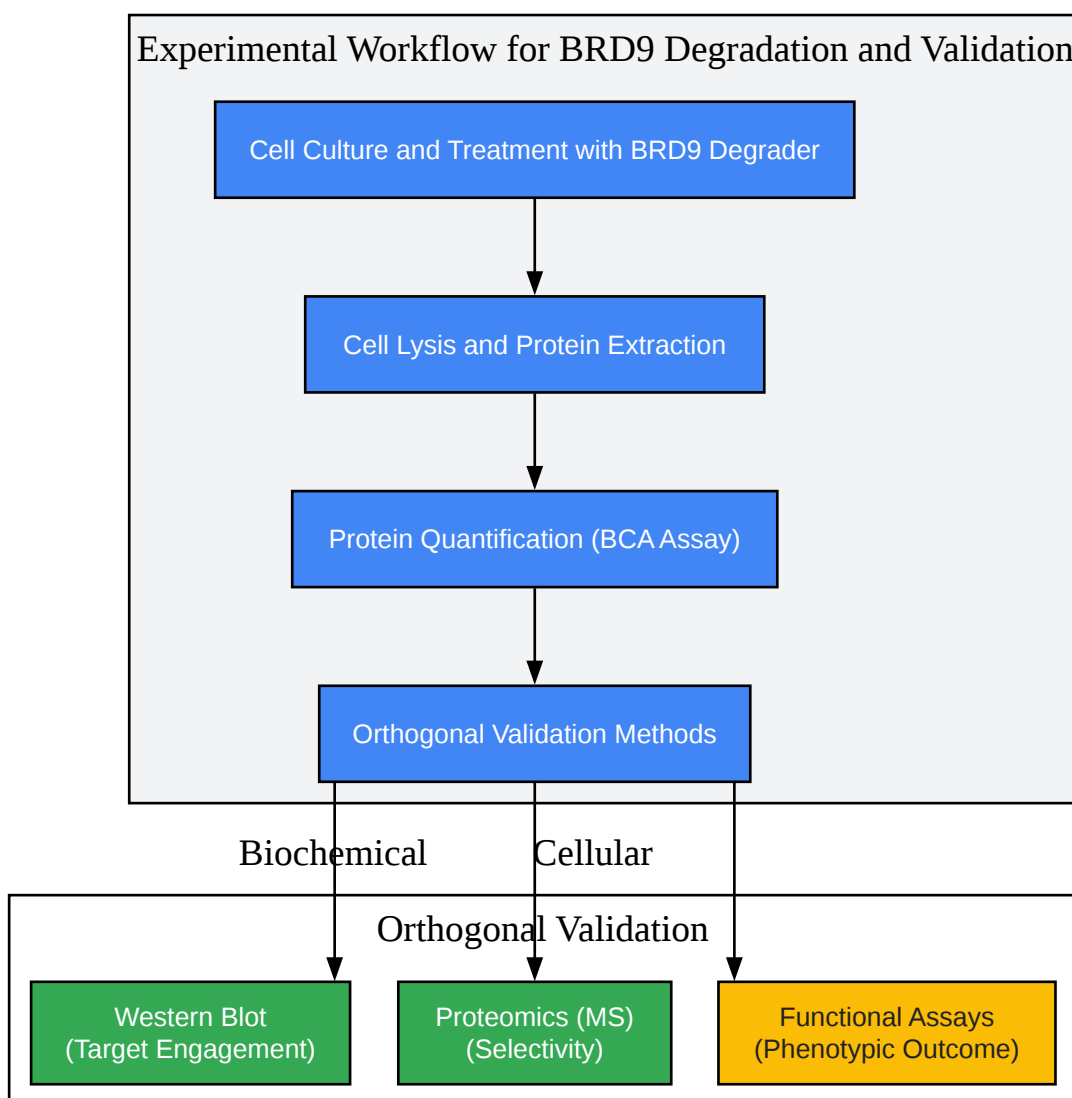 Experimental Workflow for BRD9 Degradation and Validation
Cell Culture and Treatment with BRD9 Degrader
Cell Lysis and Protein Extraction
Protein Quantification (BCA Assay)
Orthogonal Validation Methods
Biochemical
Cellular
Orthogonal Validation
Western Blot
(Target Engagement)
Proteomics (MS)
(Selectivity)
Functional Assays
(Phenotypic Outcome)